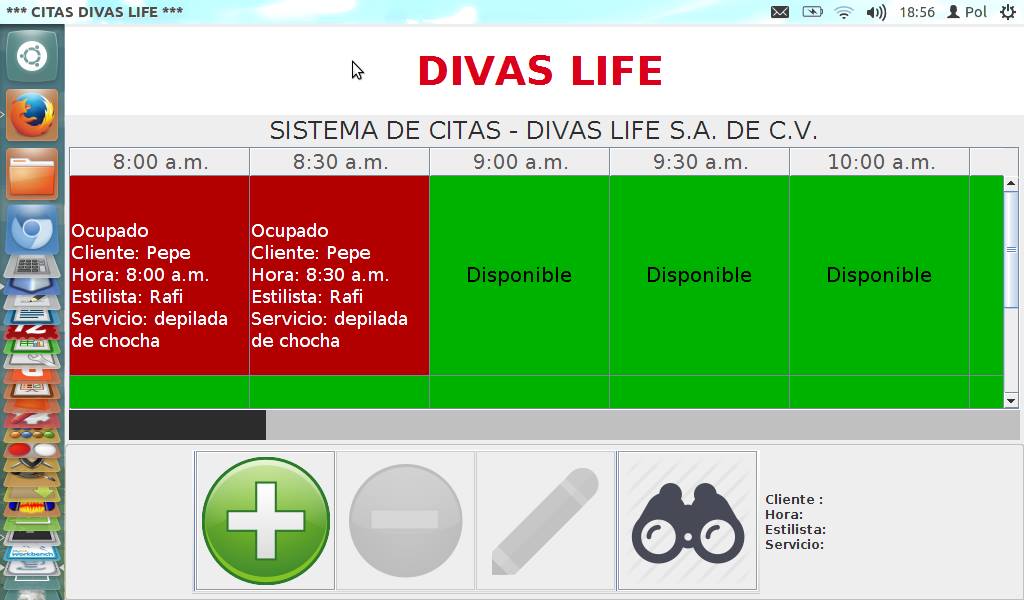 *** CITAS DIVAS LIFE ***
18:56
Pol
DIVAS LIFE
SISTEMA DE CITAS - DIVAS LIFE S.A. DE C.V.
8:00 a.m.
8:30 a.m.
9:00 a.m.
9:30 a.m.
10:00 a.m.
Ocupado
Cliente: Pepe
Hora: 8:00 a.m.
Estilista: Rafi
Servicio: depilada
de chocha
Ocupado
Cliente: Pepe
Hora: 8:30 a.m.
Estilista: Rafi
Servicio: depilada
de chocha
Disponible
Disponible
Disponible
Cliente :
Hora:
Estilista:
Servicio:
workbench